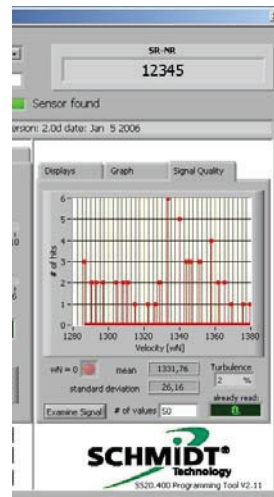 SR-NR
12345
Sensor found
ersion: 2.0d date: Jan 5 2006
Displays Graph Signal Quality
# of hits
6
5
4
3
2
1
0
1280 1300 1320 1340 1360 1380
Velocity [wN]
wN = 0 mean 1331,76 Turbulence
2 %
standard deviation 26,16
already read:
Examine Signal # of values 50 0
SCHMIDT®
Technology
SS20.400 Programming Tool V2.11